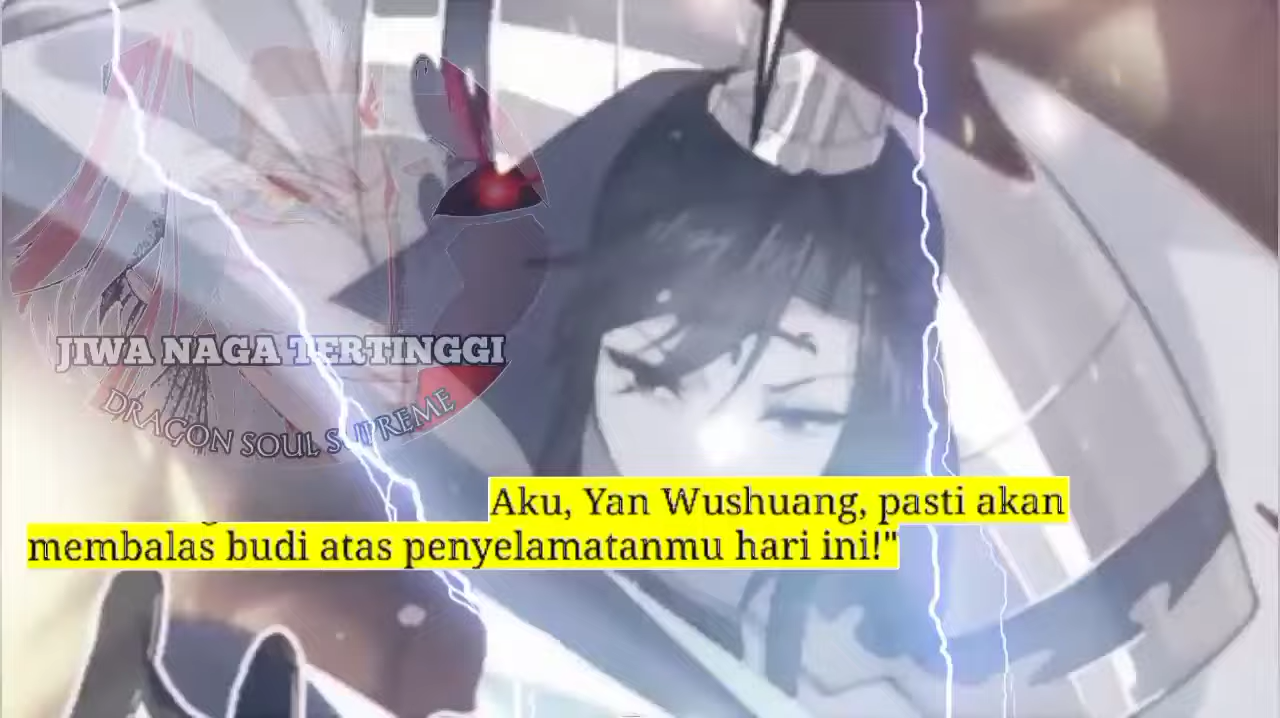 JIWA NAGA TERTINGGI
DRAGON SOUL SUPREME
Aku, Yan Wushuang, pasti akan
membalas budi atas penyelamatanmu hari ini!"